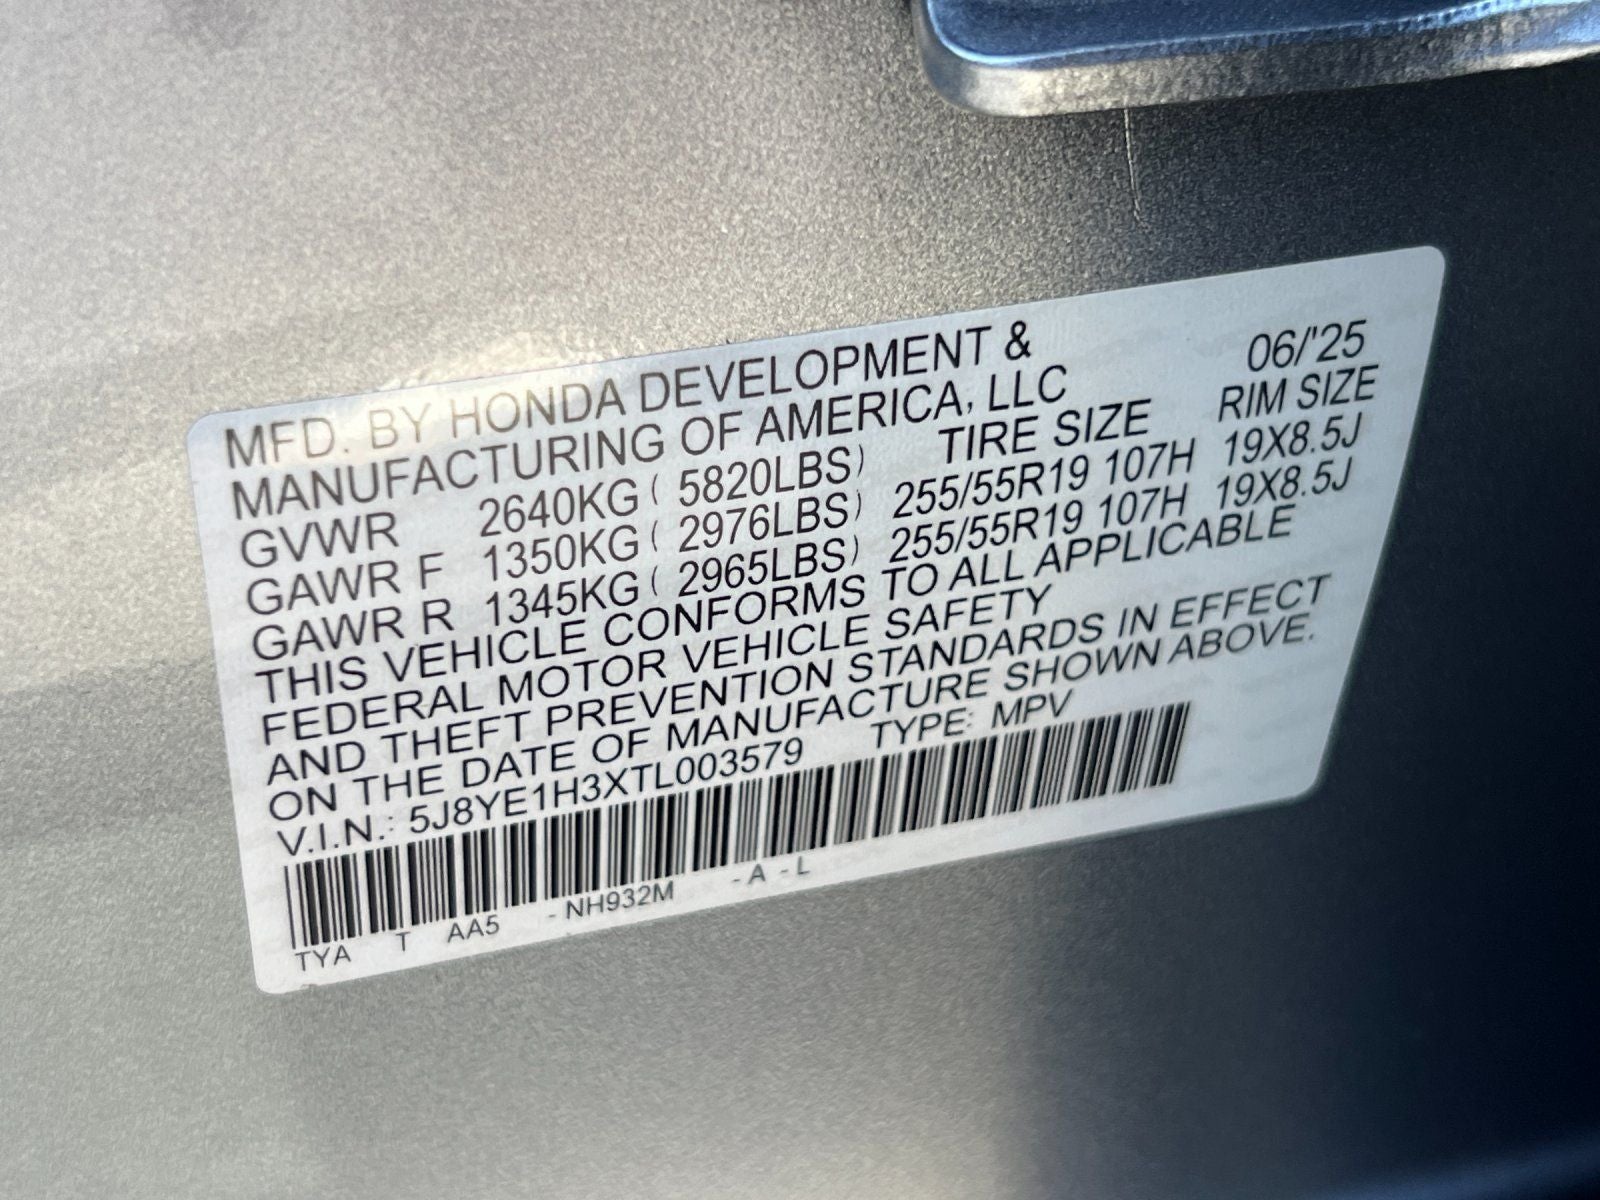 MFD. BY HONDA DEVELOPMENT & 06/'25
MANUFACTURING OF AMERICA, LLC
TIRE SIZE RIM SIZE
GVWR 2640KG ( 5820LBS)
GAWR F 1350KG ( 2976LBS) 255/55R19 107H 19X8.5J
GAWR R 1345KG ( 2965LBS) 255/55R19 107H 19X8.5J
THIS VEHICLE CONFORMS TO ALL APPLICABLE
FEDERAL MOTOR VEHICLE SAFETY
AND THEFT PREVENTION STANDARDS IN EFFECT
ON THE DATE OF MANUFACTURE SHOWN ABOVE.
V.I.N.: 5J8YE1H3XTL003579 TYPE: MPV
TYA T AA5 - NH932M - A - L